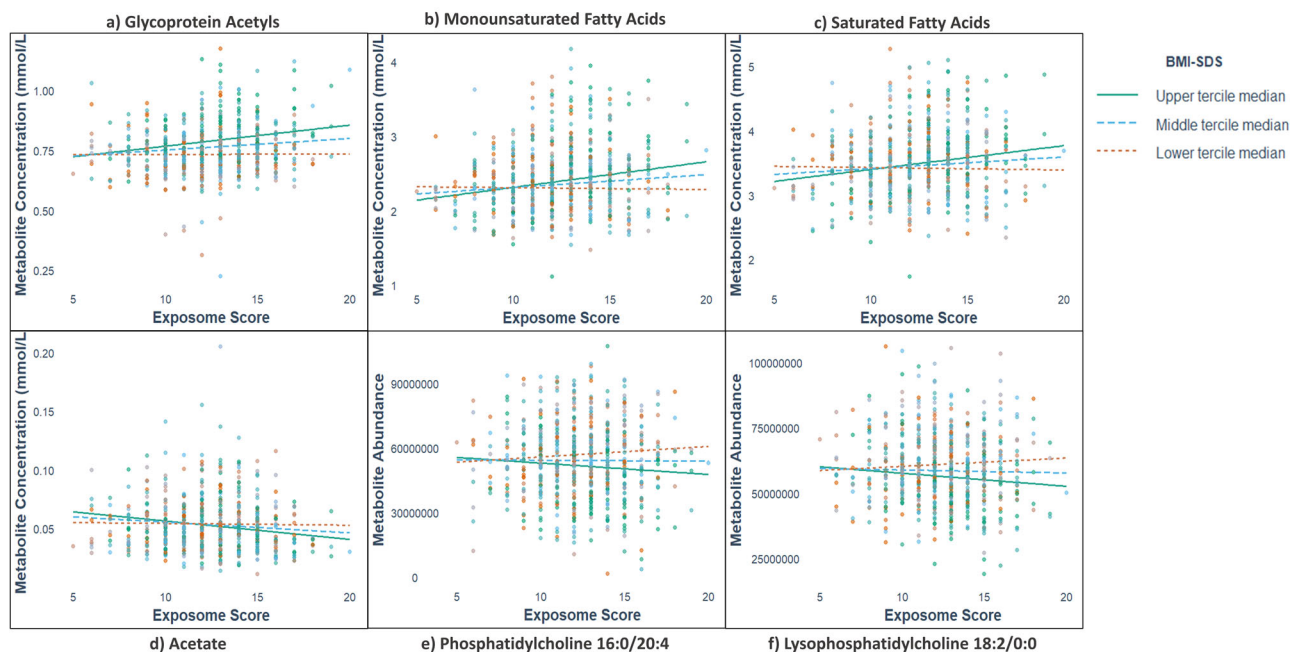 a) Glycoprotein Acetyls
b) Monounsaturated Fatty Acids
c) Saturated Fatty Acids
Metabolite Concentration (mmol/L)
1.00
0.75
0.50
0.25
5
10
15
20
Exposome Score
Metabolite Concentration (mmol/L)
4
3
2
1
5
10
15
20
Exposome Score
Metabolite Concentration (mmol/L)
5
4
3
2
5
10
15
20
Exposome Score
BMI-SDS
Upper tercile median
Middle tercile median
Lower tercile median
Metabolite Concentration (mmol/L)
0.20
0.15
0.10
0.05
5
10
15
20
Exposome Score
Metabolite Abundance
90000000
60000000
30000000
0
5
10
15
20
Exposome Score
Metabolite Abundance
100000000
75000000
50000000
25000000
5
10
15
20
Exposome Score
d) Acetate
e) Phosphatidylcholine 16:0/20:4
f) Lysophosphatidylcholine 18:2/0:0